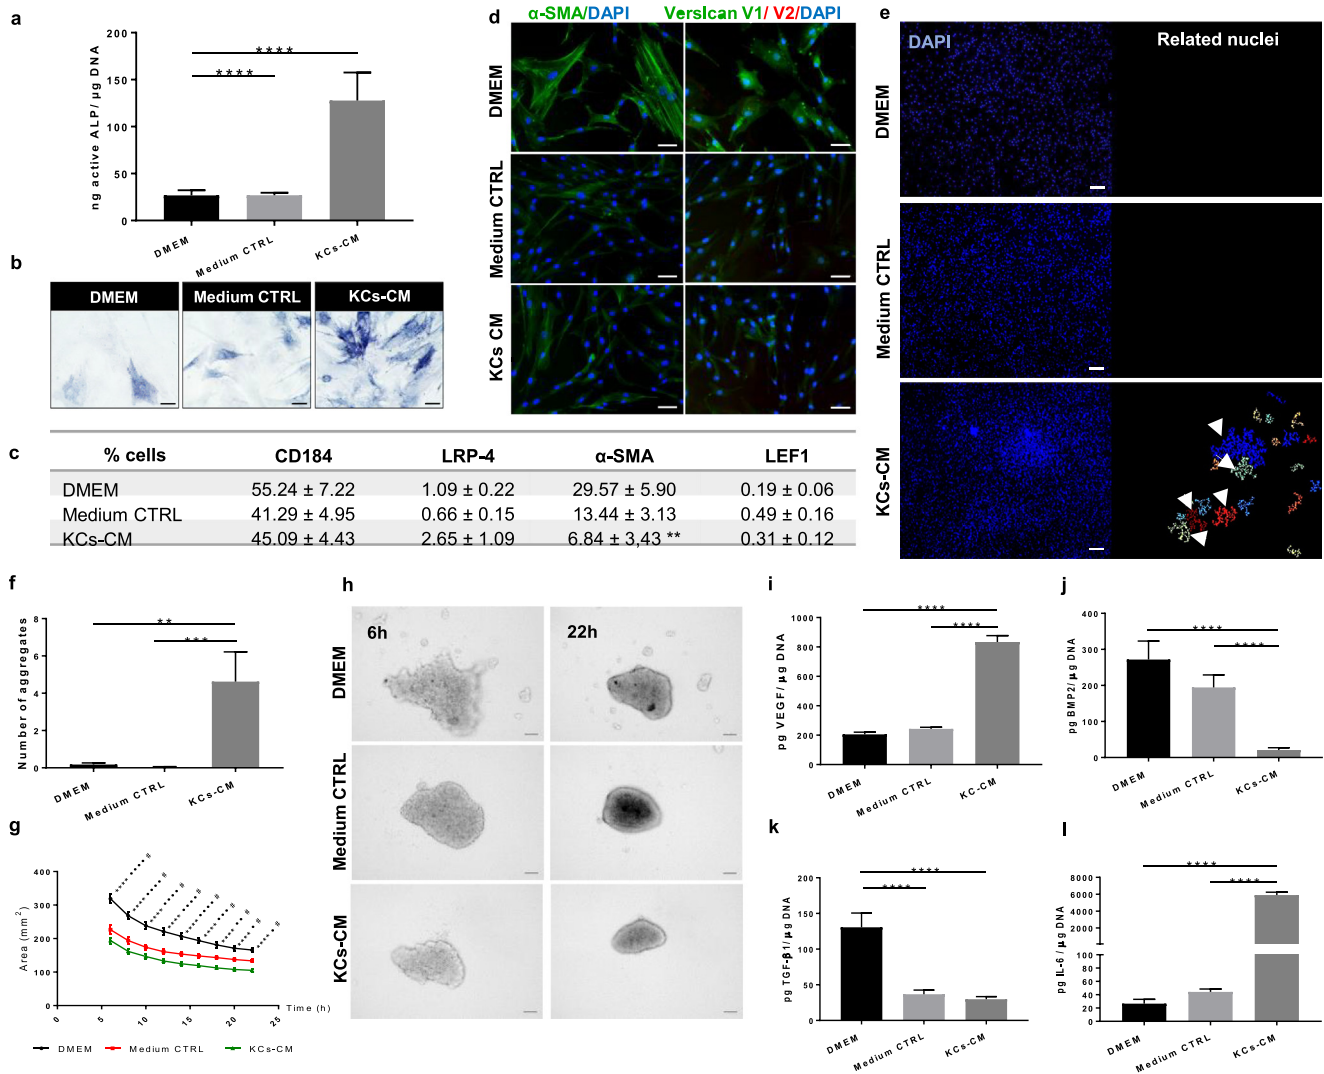 a
ng active ALP/ µg DNA
200
150
100
50
0
****
****
DMEM
Medium CTRL
KCs-CM
b
DMEM
Medium CTRL
KCs-CM
c
% cells CD184 LRP-4 α-SMA LEF1
DMEM 55.24 ± 7.22 1.09 ± 0.22 29.57 ± 5.90 0.19 ± 0.06
Medium CTRL 41.29 ± 4.95 0.66 ± 0.15 13.44 ± 3.13 0.49 ± 0.16
KCs-CM 45.09 ± 4.43 2.65 ± 1.09 6.84 ± 3,43 ** 0.31 ± 0.12
d
α-SMA/DAPI
Versican V1/ V2/DAPI
DMEM
Medium CTRL
KCs CM
e
DAPI
Related nuclei
DMEM
Medium CTRL
KCs-CM
f
Number of aggregates
8
6
4
2
0
**
***
DMEM
Medium CTRL
KCs-CM
g
Area (mm²)
400
300
200
100
0
0 5 10 15 20 25
Time (h)
DMEM Medium CTRL KCs-CM
h
6h
22h
DMEM
Medium CTRL
KCs-CM
i
pg VEGF/ µg DNA
1000
800
600
400
200
0
****
****
DMEM
Medium CTRL
KC-CM
j
pg BMP2/ µg DNA
400
300
200
100
0
****
****
DMEM
Medium CTRL
KCs-CM
k
pg TGF-β1/ µg DNA
150
100
50
0
****
****
DMEM
Medium CTRL
KCs-CM
l
pg IL-6 / µg DNA
10000
8000
6000
4000
2000
100
80
60
40
20
0
****
****
DMEM
Medium CTRL
KCs-CM